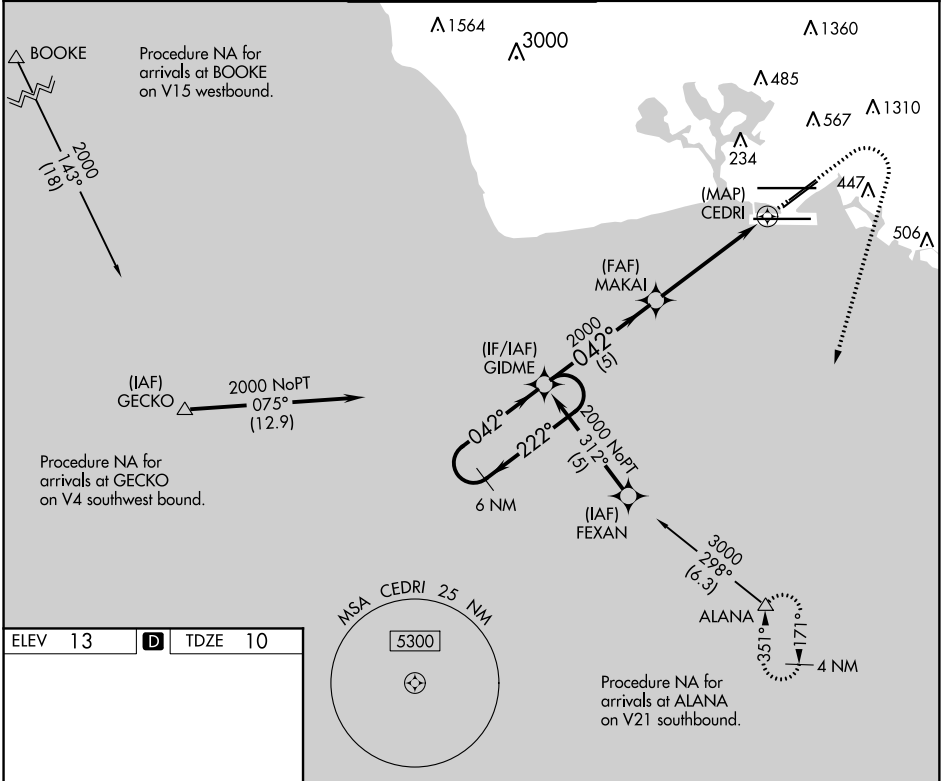 BOOKE
Procedure NA for
arrivals at BOOKE
on V15 westbound.
1564
3000
1360
485
567
1310
234
447
506
2000
143°
(18)
(MAP)
CEDRI
(FAF)
MAKAI
2000
042°
(5)
(IF/IAF)
GIDME
(IAF)
GECKO
2000 NoPT
075°
(12.9)
042°
222°
6 NM
2000 NoPT
312°
(5)
Procedure NA for
arrivals at GECKO
on V4 southwest bound.
(IAF)
FEXAN
3000
298°
(6.3)
ALANA
351°
171°
4 NM
MSA CEDRI 25 NM
5300
Procedure NA for
arrivals at ALANA
on V21 southbound.
ELEV 13 D TDZE 10